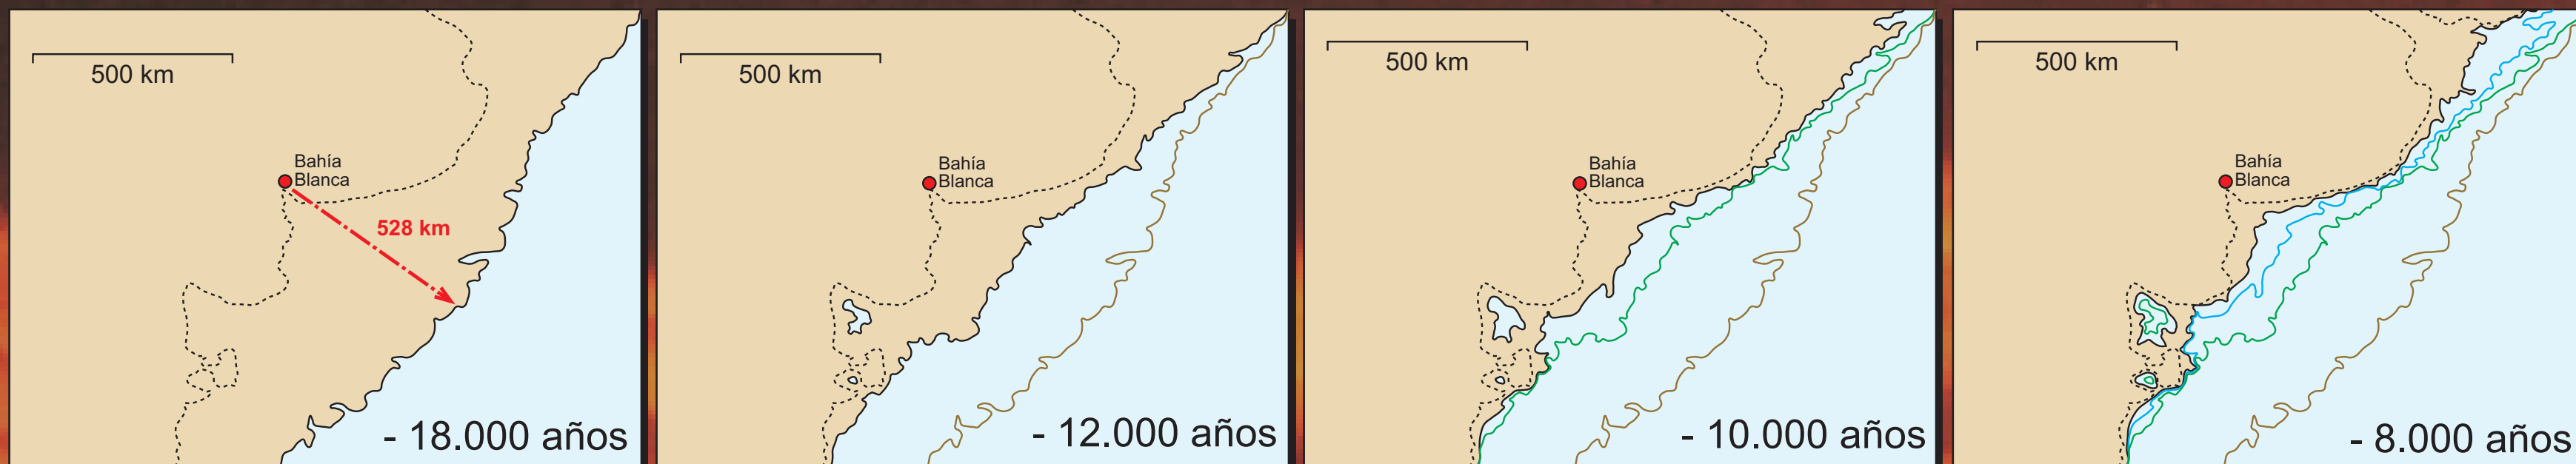 500 km
Bahía
Blanca
528 km
- 18.000 años
500 km
Bahía
Blanca
- 12.000 años
500 km
Bahía
Blanca
- 10.000 años
500 km
Bahía
Blanca
- 8.000 años